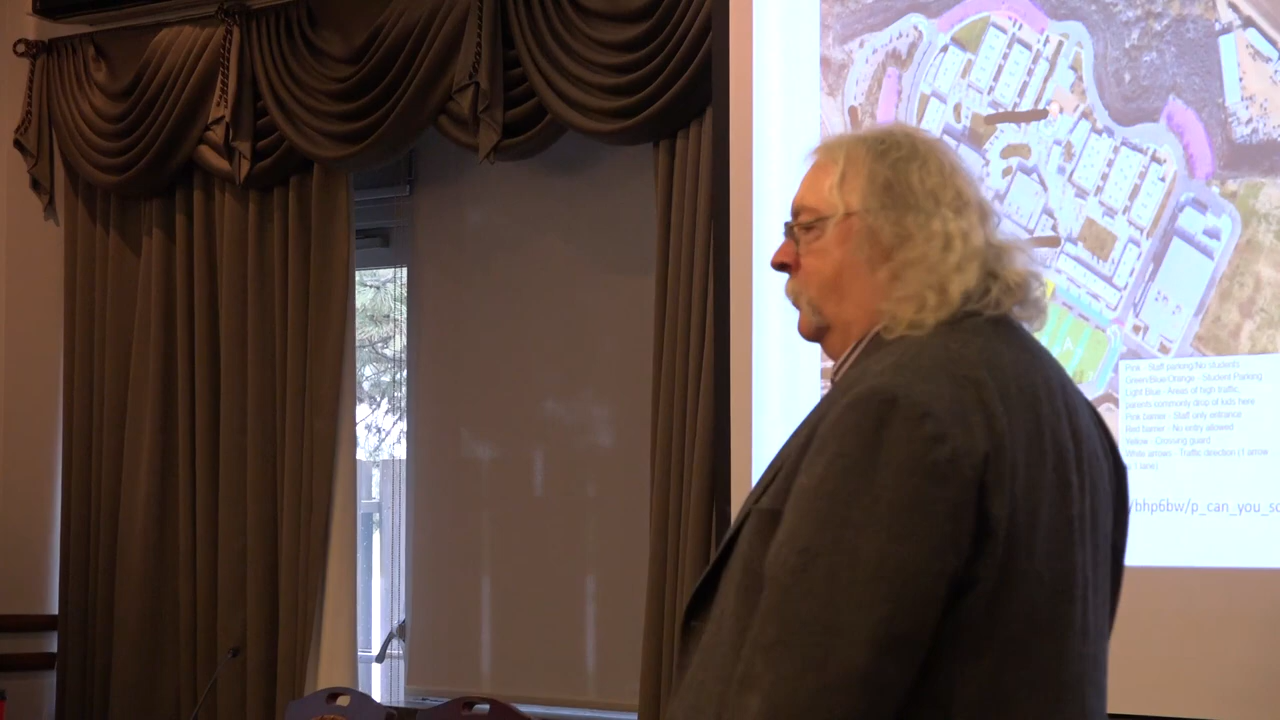 Pink - Staff parking/No students
Green/Blue/Orange - Student Parking
Light Blue - Areas of high traffic,
parents commonly drop of kids here
Pink barrier - Staff only entrance
Red barrier - No entry allowed
Yellow - Crossing guard
White arrows - Traffic direction (1 arrow
1 lane)
/bhp6bw/p_can_you_so